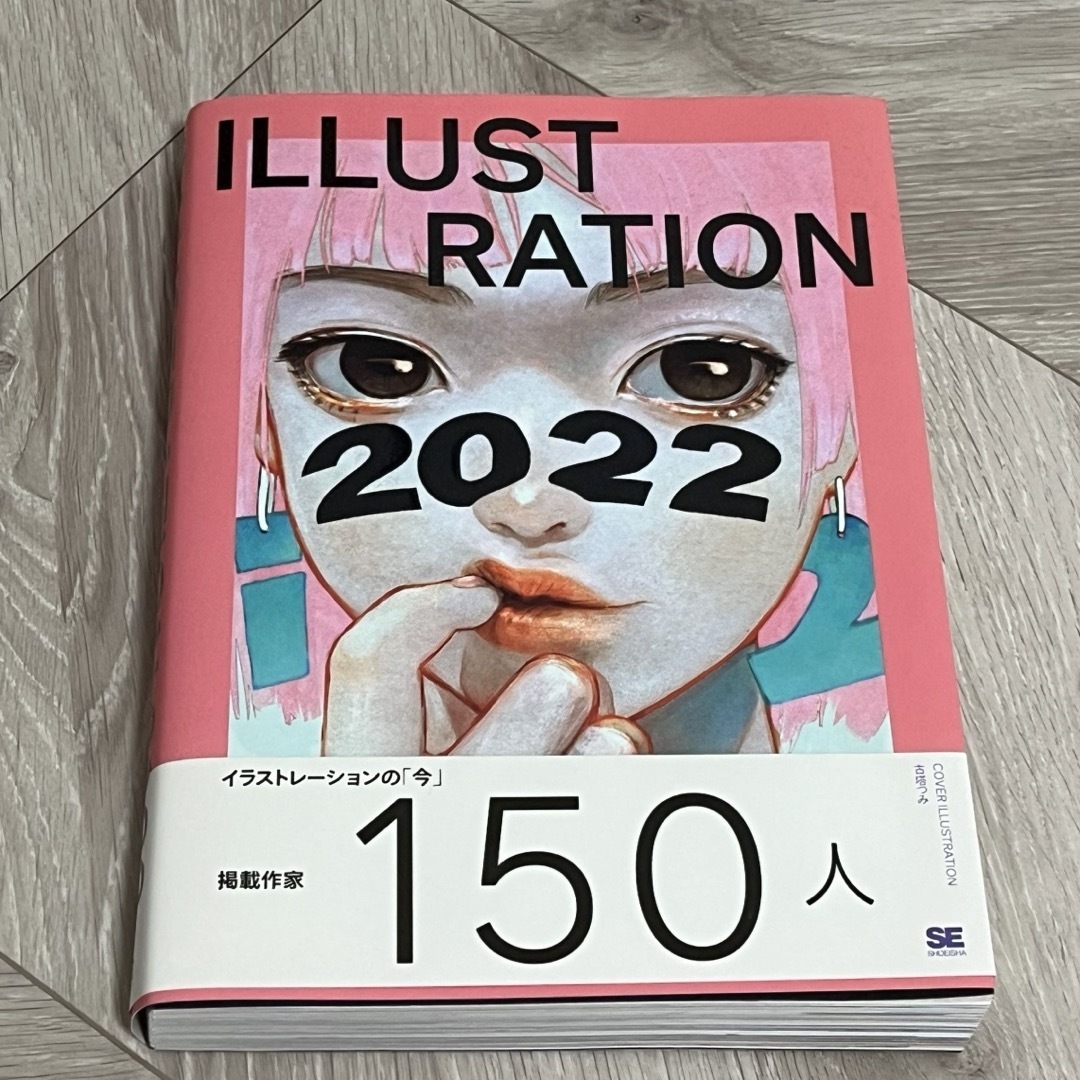 ILLUST
RATION
2022
イラストレーションの「今」
掲載作家
150人
COVER ILLUSTRATION
SE
SHOEISHA